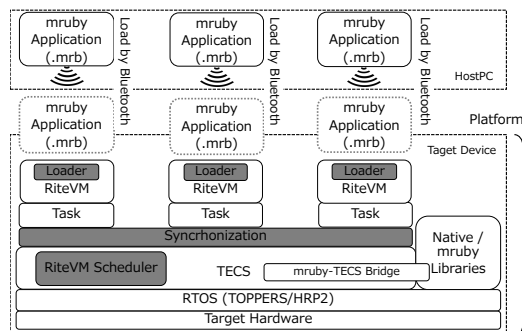 mruby Application (.mrb)
mruby Application (.mrb)
mruby Application (.mrb)
Load by Bluetooth
Load by Bluetooth
Load by Bluetooth
HostPC
mruby Application (.mrb)
mruby Application (.mrb)
mruby Application (.mrb)
Platform
Taget Device
Loader
Loader
Loader
RiteVM
RiteVM
RiteVM
Task
Task
Task
Syncrhonization
Native / mruby Libraries
RiteVM Scheduler
TECS
mruby-TECS Bridge
RTOS (TOPPERS/HRP2)
Target Hardware